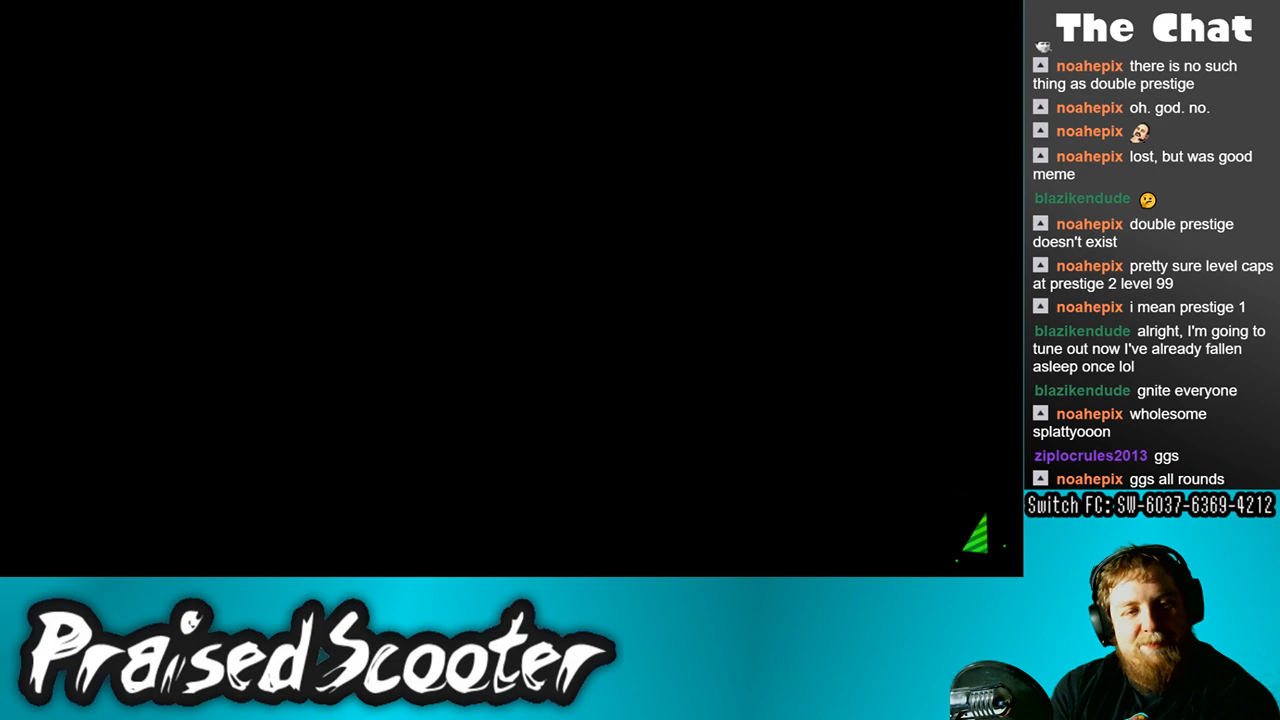 The Chat
noahepix there is no such
thing as double prestige
noahepix oh. god. no.
noahepix
noahepix lost, but was good
meme
blazikendude
noahepix double prestige
doesn't exist
noahepix pretty sure level caps
at prestige 2 level 99
noahepix i mean prestige 1
blazikendude alright, I'm going to
tune out now I've already fallen
asleep once lol
blazikendude gnite everyone
noahepix wholesome
splattyooon
ziplocrules2013 ggs
noahepix ggs all rounds
Switch FC: SW-6037-6369-4212
PraisedScooter